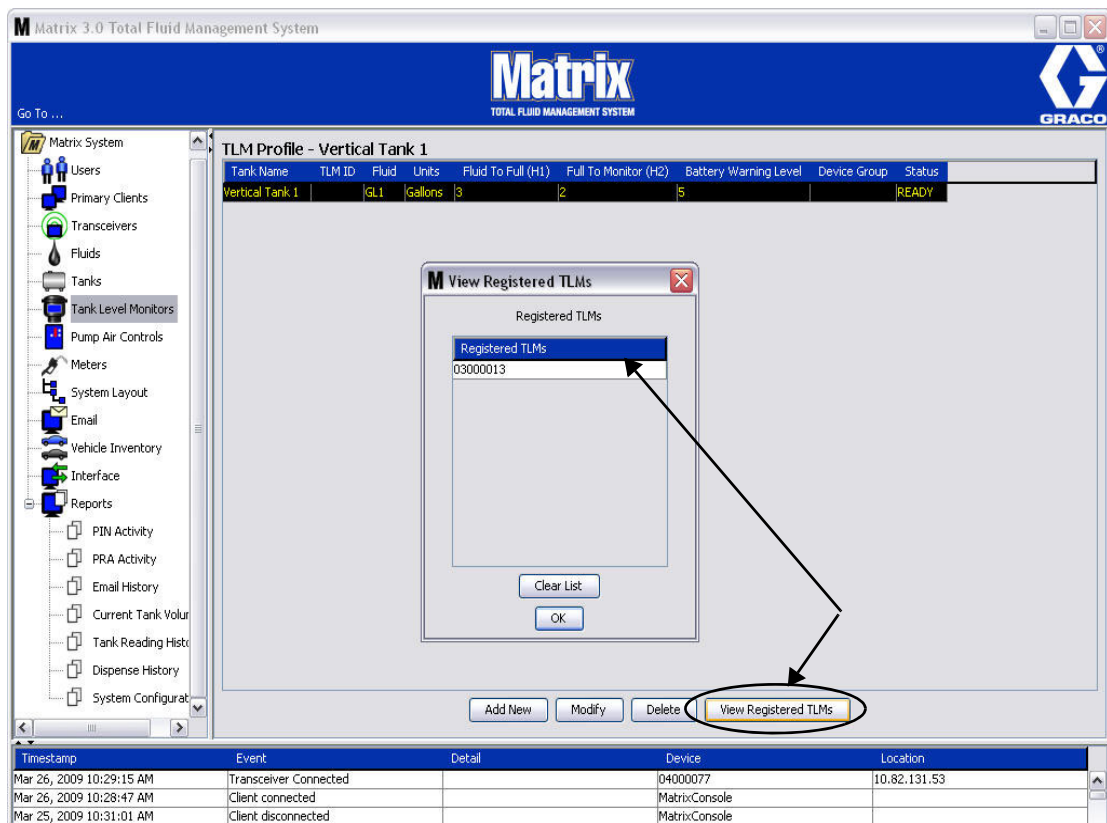 M Matrix 3.0 Total Fluid Management System
Matrix
TOTAL FLUID MANAGEMENT SYSTEM
Go To ...
GRACO
®
Matrix System
Users
Primary Clients
Transceivers
Fluids
Tanks
Tank Level Monitors
Pump Air Controls
Meters
System Layout
Email
Vehicle Inventory
Interface
Reports
PIN Activity
PRA Activity
Email History
Current Tank Volur
Tank Reading Histo
Dispense History
System Configurat
TLM Profile - Vertical Tank 1
Tank Name TLM ID Fluid Units Fluid To Full (H1) Full To Monitor (H2) Battery Warning Level Device Group Status
Vertical Tank 1 GL1 Gallons 3 2 5 READY
M View Registered TLMs
Registered TLMs
Registered TLMs
03000013
Clear List
OK
Add New Modify Delete View Registered TLMs
Timestamp Event Detail Device Location
Mar 26, 2009 10:29:15 AM Transceiver Connected 04000077 10.82.131.53
Mar 26, 2009 10:28:47 AM Client connected MatrixConsole
Mar 25, 2009 10:31:01 AM Client disconnected MatrixConsole